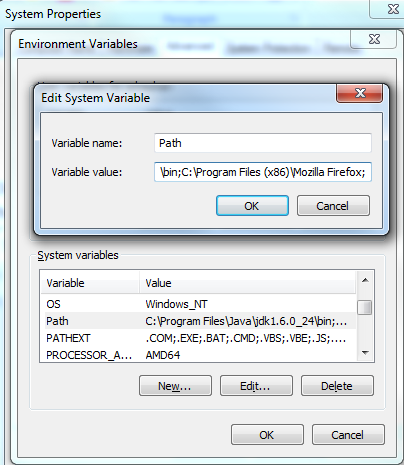 System Properties
Environment Variables
Edit System Variable
Variable name: Path
Variable value: \bin;C:\Program Files (x86)\Mozilla Firefox;
OK Cancel
System variables
Variable Value
OS Windows_NT
Path C:\Program Files\Java\jdk1.6.0_24\bin;...
PATHEXT .COM;.EXE;.BAT;.CMD;.VBS;.VBE;.JS;....
PROCESSOR_A... AMD64
New... Edit... Delete
OK Cancel